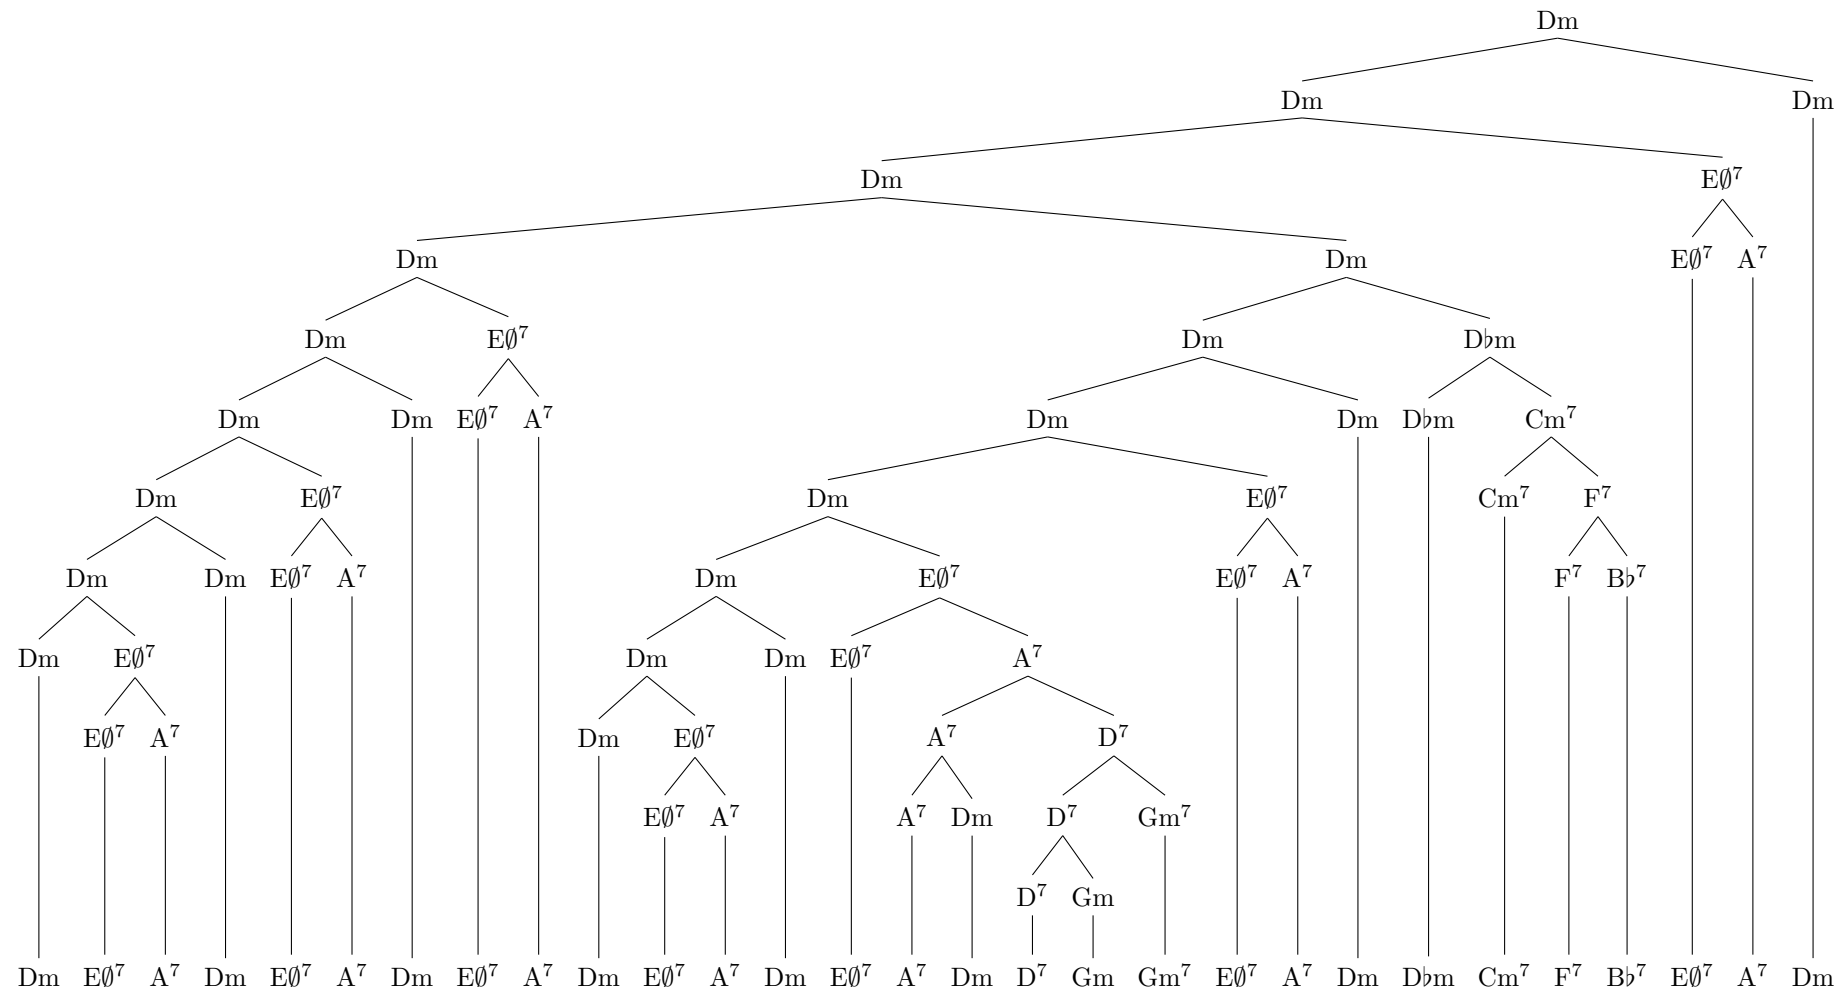 Dm
Dm Dm
Dm EØ⁷
Dm Dm EØ⁷ A⁷
Dm EØ⁷ Dm D♭m
Dm Dm EØ⁷ A⁷ Dm Dm D♭m Cm⁷
Dm EØ⁷ Dm EØ⁷ Cm⁷ F⁷
Dm Dm EØ⁷ A⁷ Dm EØ⁷ EØ⁷ A⁷ F⁷ B♭⁷
Dm EØ⁷ Dm Dm EØ⁷ A⁷
EØ⁷ A⁷ Dm EØ⁷ A⁷ D⁷
EØ⁷ A⁷ A⁷ Dm D⁷ Gm⁷
D⁷ Gm
Dm EØ⁷ A⁷ Dm EØ⁷ A⁷ Dm EØ⁷ A⁷ Dm EØ⁷ A⁷ Dm EØ⁷ A⁷ Dm D⁷ Gm Gm⁷ EØ⁷ A⁷ Dm D♭m Cm⁷ F⁷ B♭⁷ EØ⁷ A⁷ Dm